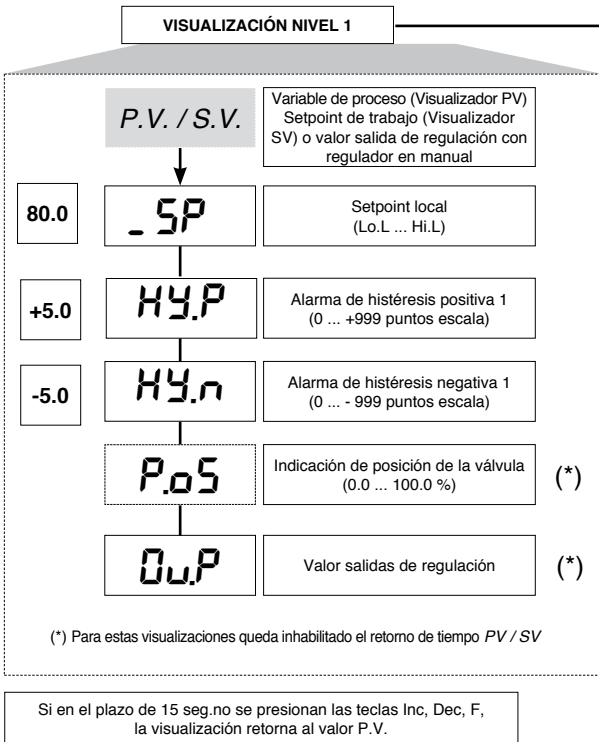 VISUALIZACIÓN NIVEL 1
P.V. / S.V.
Variable de proceso (Visualizador PV)
Setpoint de trabajo (Visualizador
SV) o valor salida de regulación con
regulador en manual
80.0
_SP
Setpoint local
(Lo.L ... Hi.L)
+5.0
HY.P
Alarma de histéresis positiva 1
(0 ... +999 puntos escala)
-5.0
HY.n
Alarma de histéresis negativa 1
(0 ... - 999 puntos escala)
P.oS
Indicación de posición de la válvula
(0.0 ... 100.0 %)
(*)
Ou.P
Valor salidas de regulación
(*)
(*) Para estas visualizaciones queda inhabilitado el retorno de tiempo PV / SV
Si en el plazo de 15 seg.no se presionan las teclas Inc, Dec, F,
la visualización retorna al valor P.V.